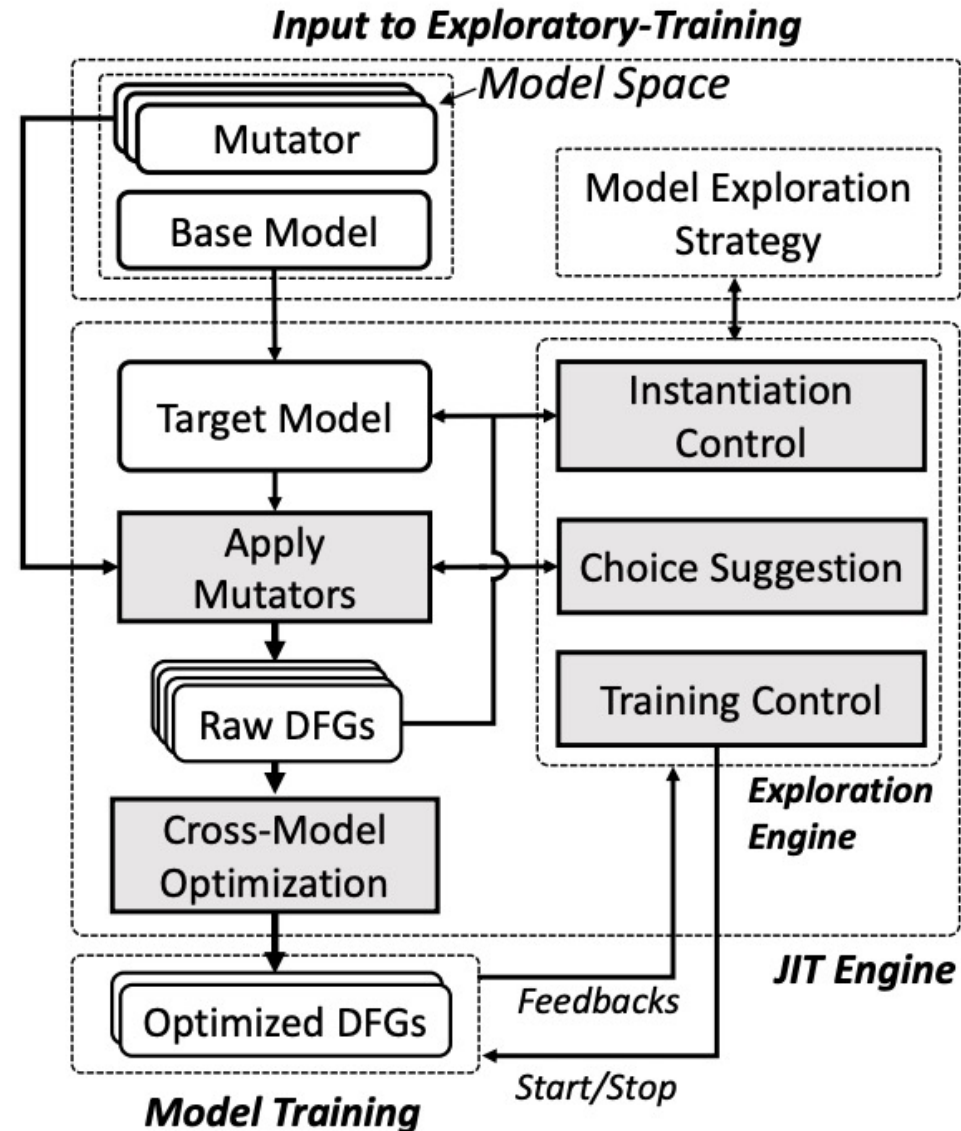 Input to Exploratory-Training
Model Space
Mutator
Base Model
Model Exploration
Strategy
Target Model
Instantiation
Control
Apply
Mutators
Choice Suggestion
Raw DFGs
Training Control
Exploration
Engine
Cross-Model
Optimization
JIT Engine
Optimized DFGs
Feedbacks
Start/Stop
Model Training